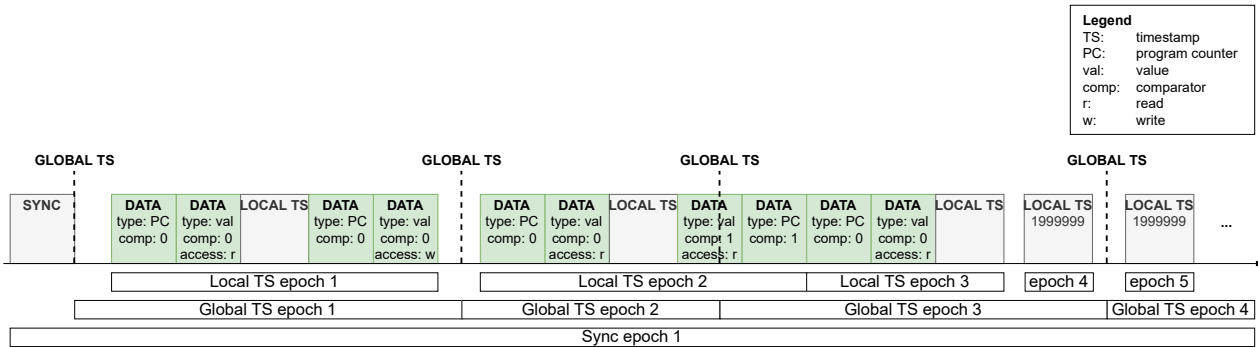 Legend
TS: timestamp
PC: program counter
val: value
comp: comparator
r: read
w: write
GLOBAL TS GLOBAL TS GLOBAL TS GLOBAL TS
SYNC
DATA
type: PC
comp: 0
DATA
type: val
comp: 0
access: r
LOCAL TS
DATA
type: PC
comp: 0
DATA
type: val
comp: 0
access: w
DATA
type: PC
comp: 0
DATA
type: val
comp: 0
access: r
LOCAL TS
DATA
type: val
comp: 1
access: r
DATA
type: PC
comp: 1
DATA
type: PC
comp: 0
DATA
type: val
comp: 0
access: r
LOCAL TS
LOCAL TS
1999999
LOCAL TS
1999999
...
Local TS epoch 1 Local TS epoch 2 Local TS epoch 3 epoch 4 epoch 5
Global TS epoch 1 Global TS epoch 2 Global TS epoch 3 Global TS epoch 4
Sync epoch 1